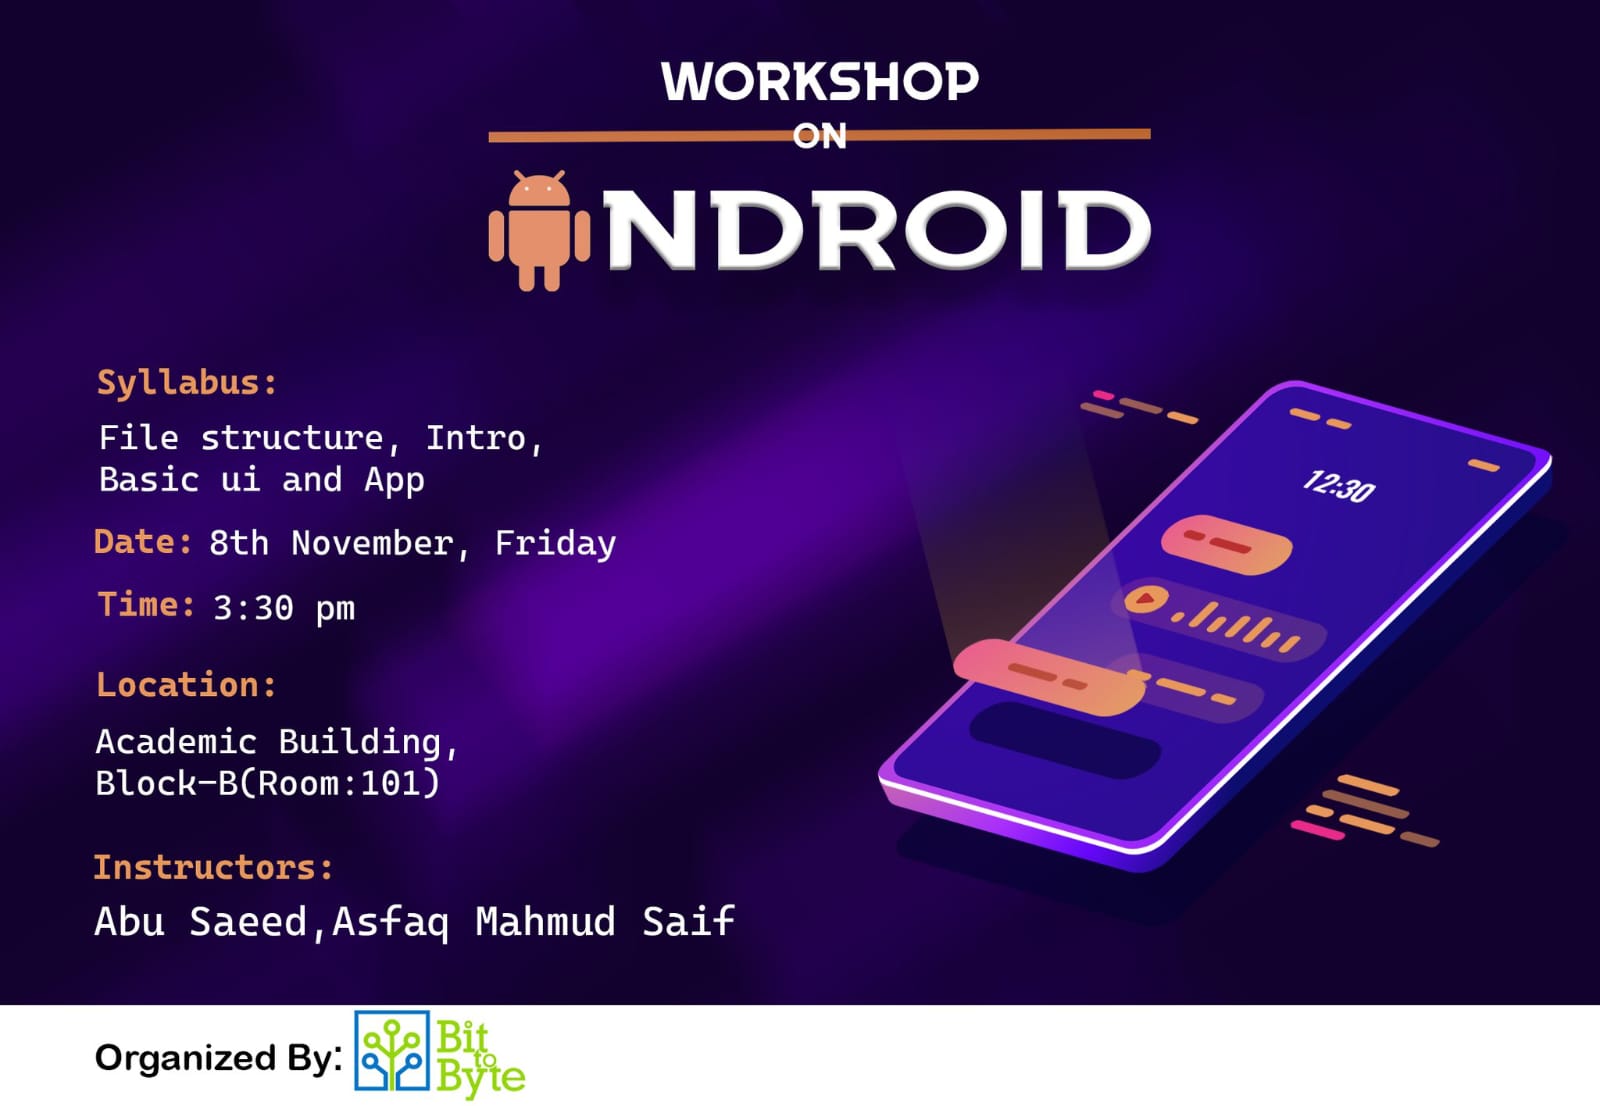 WORKSHOP
ON
NDROID
Syllabus:
File structure, Intro,
Basic ui and App
Date: 8th November, Friday
Time: 3:30 pm
Location:
Academic Building,
Block-B(Room:101)
Instructors:
Abu Saeed,Asfaq Mahmud Saif
12:30
Organized By:
Bit
to
Byte